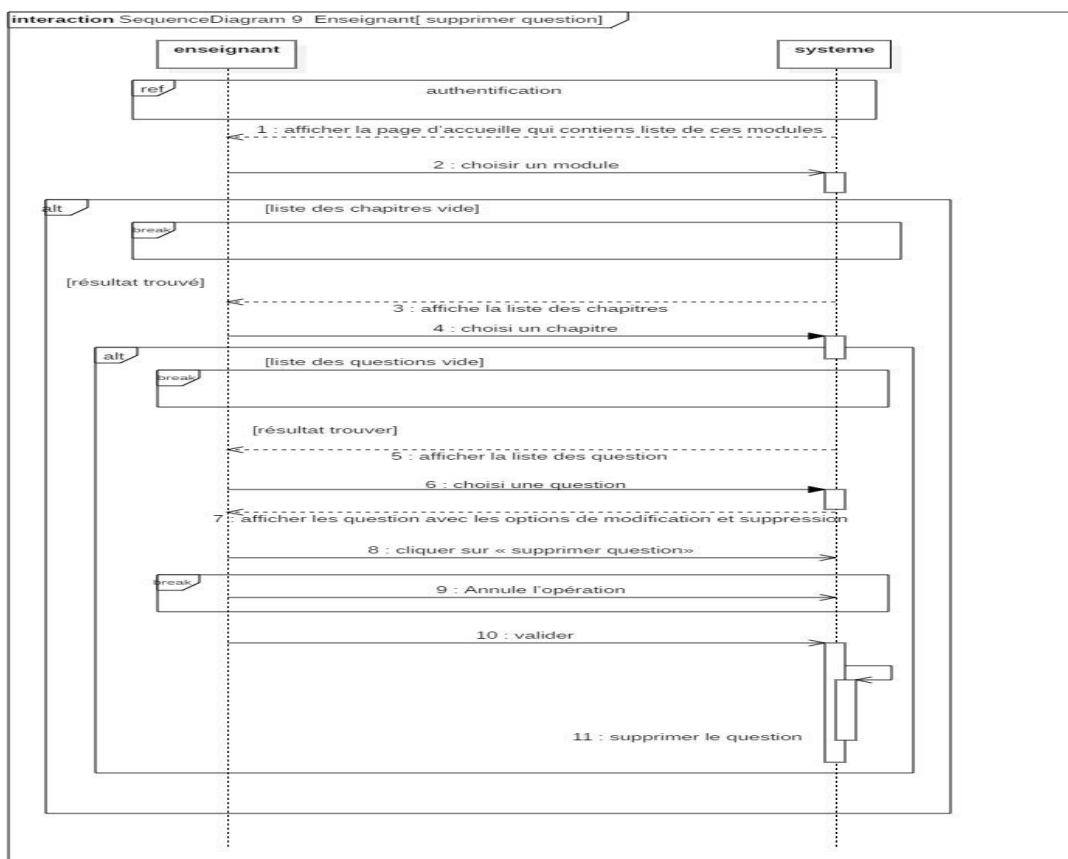 interaction SequenceDiagram 9 Enseignant[ supprimer question]
enseignant
systeme
ref
authentification
1 : afficher la page d'accueille qui contiens liste de ces modules
2 : choisir un module
alt
[liste des chapitres vide]
break
[résultat trouvé]
3 : affiche la liste des chapitres
4 : choisi un chapitre
alt
[liste des questions vide]
break
[résultat trouver]
5 : afficher la liste des question
6 : choisi une question
7 : afficher les question avec les options de modification et suppression
8 : cliquer sur « supprimer question»
break
9 : Annule l'opération
10 : valider
11 : supprimer le question